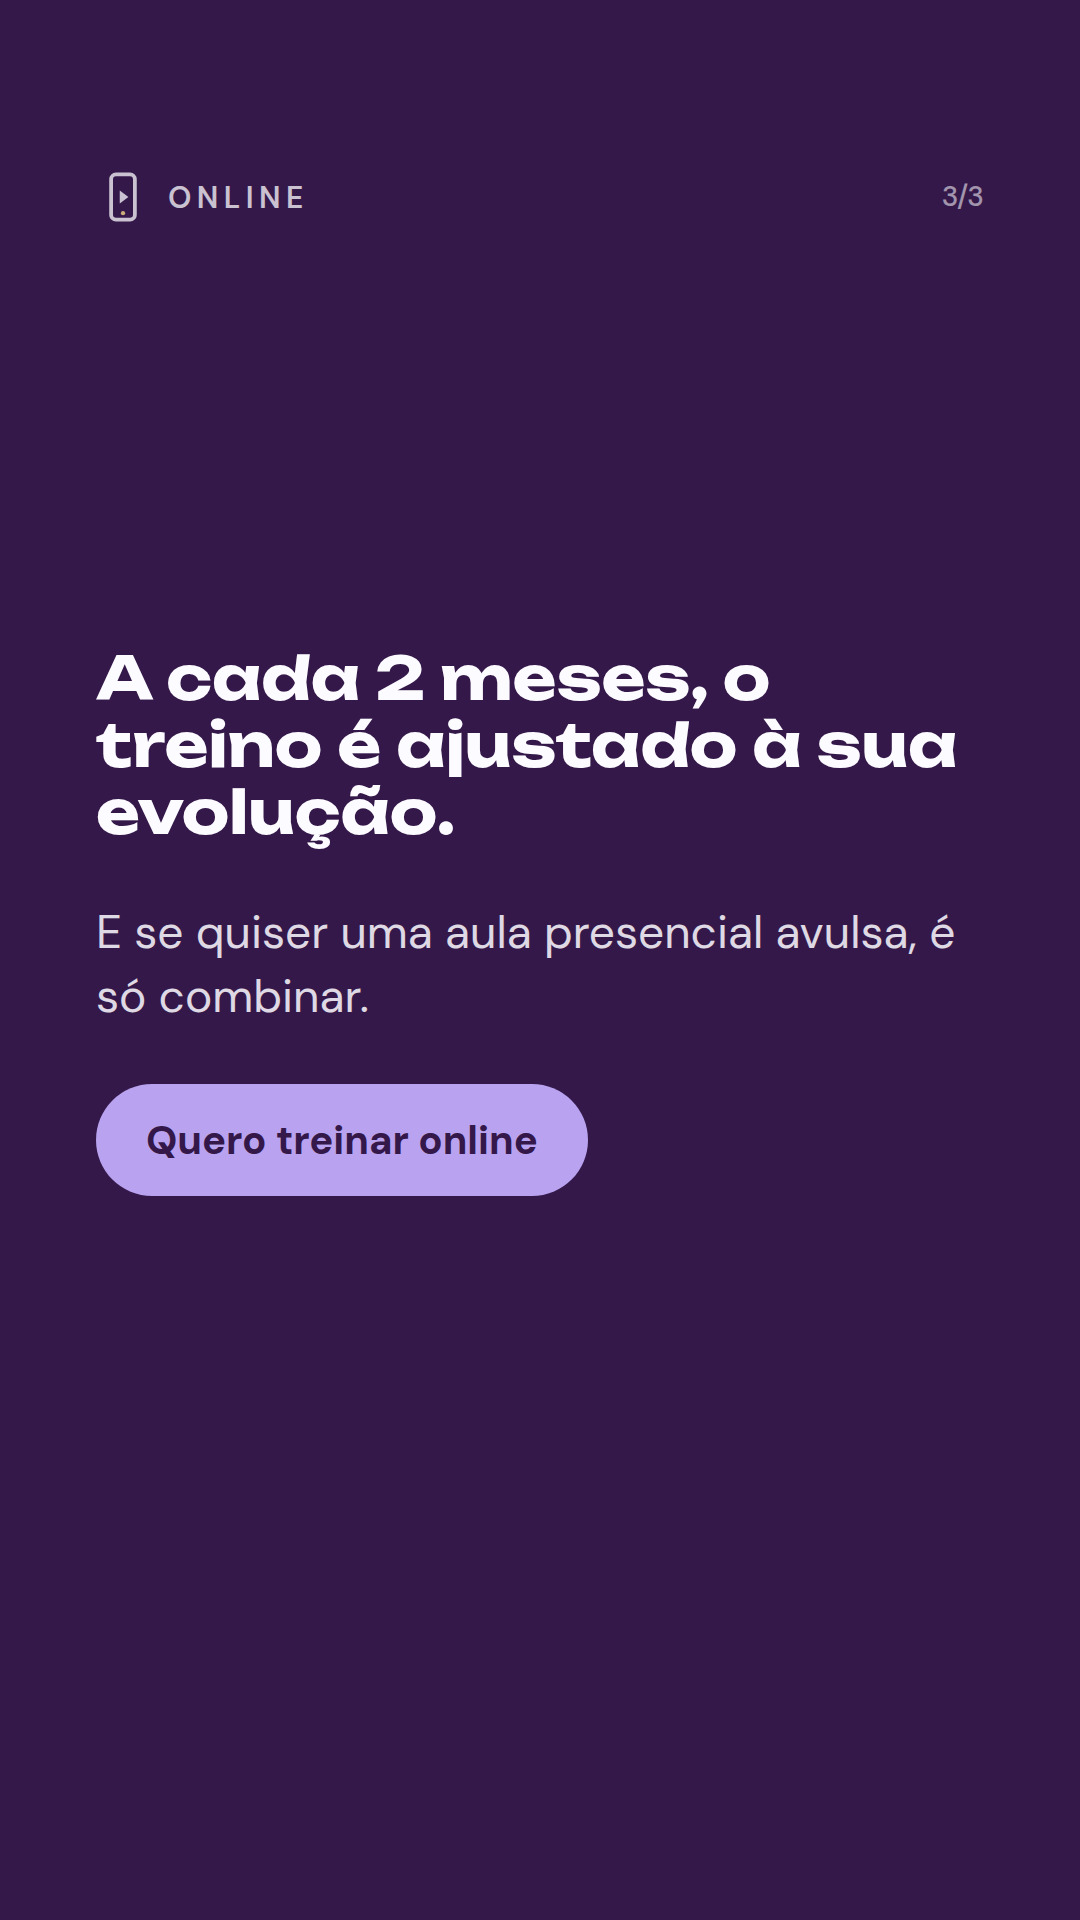 ONLINE
3/3
A cada 2 meses, o
treino é ajustado à sua
evolução.
E se quiser uma aula presencial avulsa, é
só combinar.
Quero treinar online